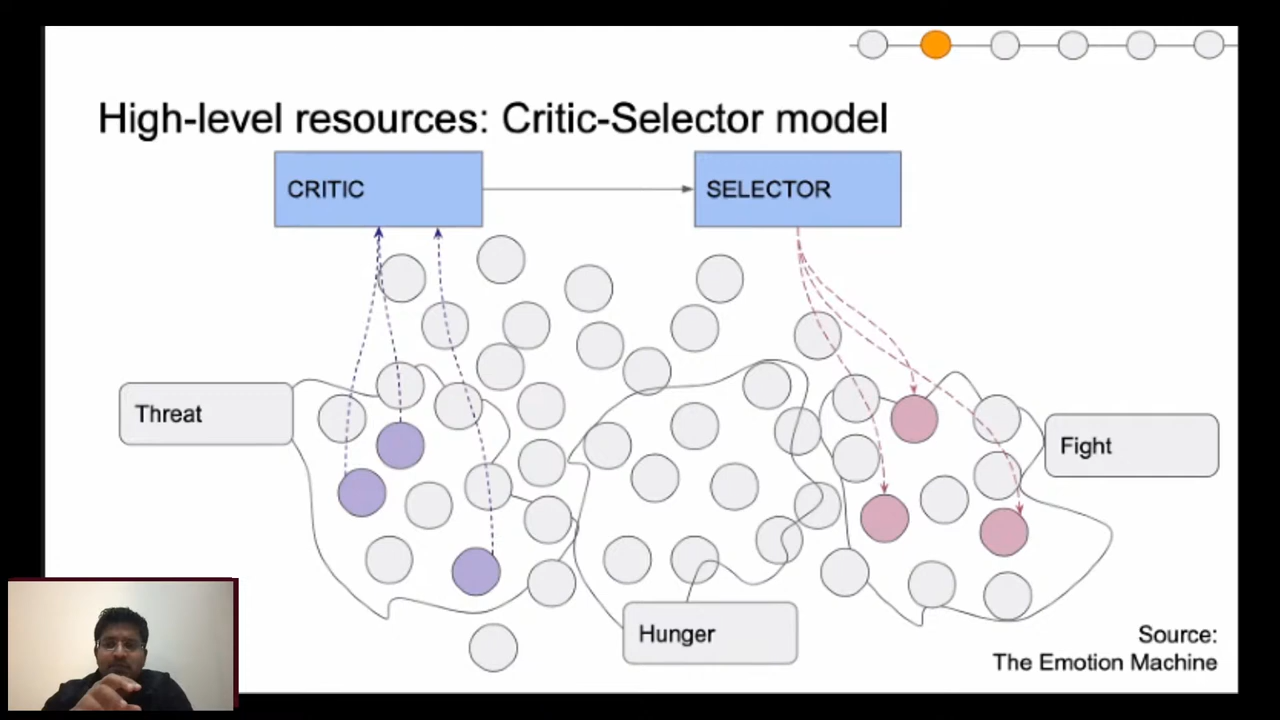 High-level resources: Critic-Selector model
CRITIC
SELECTOR
Threat
Fight
Hunger
Source:
The Emotion Machine